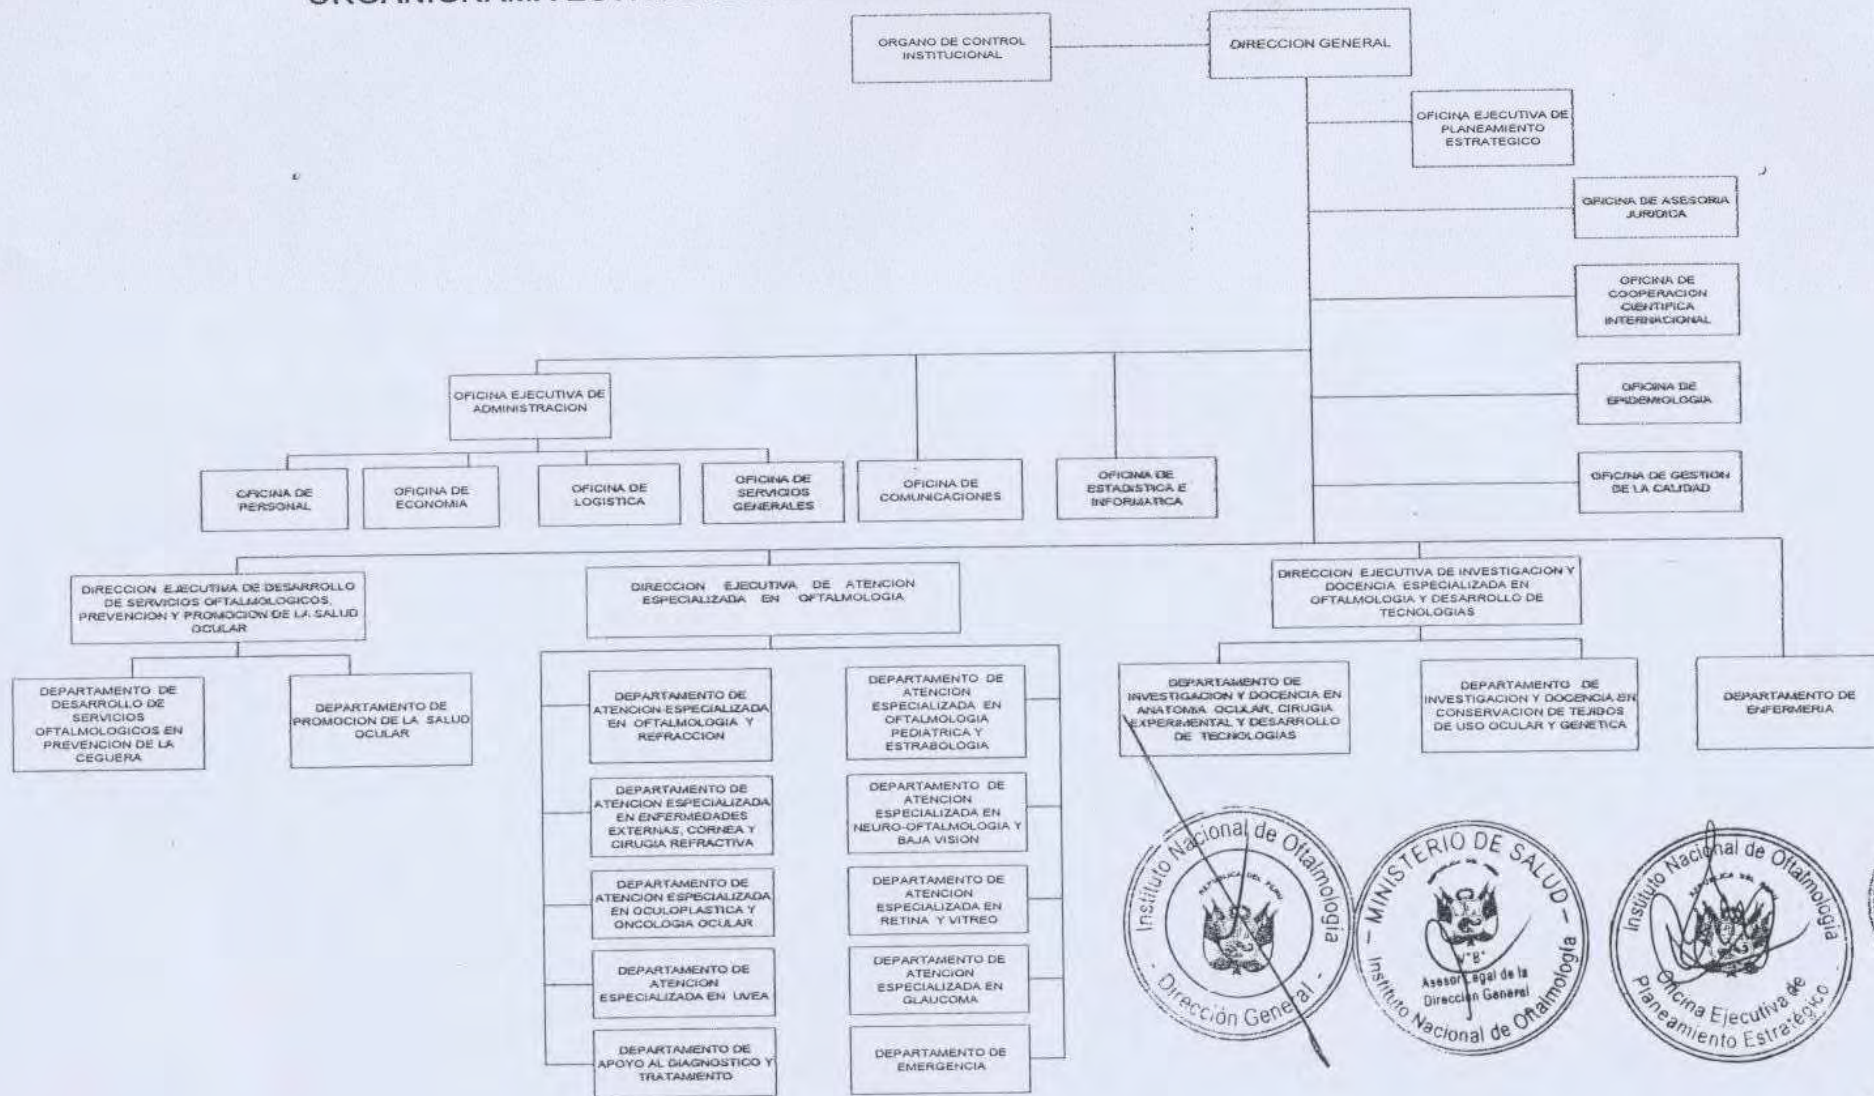 ORGANO DE CONTROL
INSTITUCIONAL
DIRECCION GENERAL
OFICINA EJECUTIVA DE
PLANEAMIENTO
ESTRATEGICO
OFICINA DE ASESORIA
JURIDICA
OFICINA DE
COOPERACION
CIENTIFICA
INTERNACIONAL
OFICINA DE
EPIDEMIOLOGIA
OFICINA DE GESTION
DE LA CALIDAD
OFICINA EJECUTIVA DE
ADMINISTRACION
OFICINA DE
PERSONAL
OFICINA DE
ECONOMIA
OFICINA DE
LOGISTICA
OFICINA DE
SERVICIOS
GENERALES
OFICINA DE
COMUNICACIONES
OFICINA DE
ESTADISTICA E
INFORMATICA
DIRECCION EJECUTIVA DE DESARROLLO
DE SERVICIOS OFTALMOLOGICOS,
PREVENCION Y PROMOCION DE LA SALUD
OCULAR
DIRECCION EJECUTIVA DE ATENCION
ESPECIALIZADA EN OFTALMOLOGIA
DIRECCION EJECUTIVA DE INVESTIGACION Y
DOCENCIA ESPECIALIZADA EN
OFTALMOLOGIA Y DESARROLLO DE
TECNOLOGIAS
DEPARTAMENTO DE
DESARROLLO DE
SERVICIOS
OFTALMOLOGICOS EN
PREVENCION DE LA
CEGUERA
DEPARTAMENTO DE
PROMOCION DE LA SALUD
OCULAR
DEPARTAMENTO DE
ATENCION ESPECIALIZADA
EN OFTALMOLOGIA Y
REFRACCION
DEPARTAMENTO DE
ATENCION
ESPECIALIZADA EN
OFTALMOLOGIA
PEDIATRICA Y
ESTRABOLOGIA
DEPARTAMENTO DE
INVESTIGACION Y DOCENCIA EN
ANATOMIA OCULAR, CIRUGIA
EXPERIMENTAL Y DESARROLLO
DE TECNOLOGIAS
DEPARTAMENTO DE
INVESTIGACION Y DOCENCIA EN
CONSERVACION DE TEJIDOS
DE USO OCULAR Y GENETICA
DEPARTAMENTO DE
ENFERMERIA
DEPARTAMENTO DE
ATENCION ESPECIALIZADA
EN ENFERMEDADES
EXTERNAS, CORNEA Y
CIRUGIA REFRACTIVA
DEPARTAMENTO DE
ATENCION
ESPECIALIZADA EN
NEURO-OFTALMOLOGIA Y
BAJA VISION
DEPARTAMENTO DE
ATENCION ESPECIALIZADA
EN OCULOPLASTICA Y
ONCOLOGIA OCULAR
DEPARTAMENTO DE
ATENCION
ESPECIALIZADA EN
RETINA Y VITREO
DEPARTAMENTO DE
ATENCION
ESPECIALIZADA EN UVEA
DEPARTAMENTO DE
ATENCION
ESPECIALIZADA EN
GLAUCOMA
DEPARTAMENTO DE
APOYO AL DIAGNOSTICO Y
TRATAMIENTO
DEPARTAMENTO DE
EMERGENCIA
Instituto Nacional de Oftalmología
REPUBLICA DEL PERU
- Dirección General -
- MINISTERIO DE SALUD -
V°B°
Asesor Legal de la
Dirección General
Instituto Nacional de Oftalmología
Instituto Nacional de Oftalmología
REPUBLICA DEL
Oficina Ejecutiva de
Planeamiento Estratégico